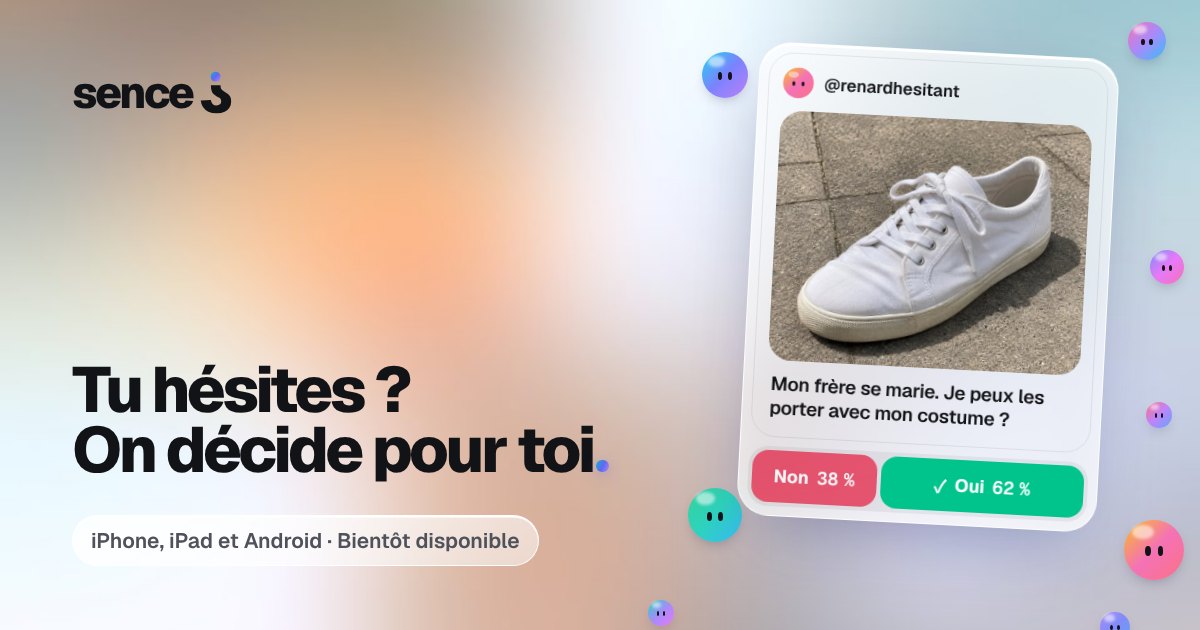 sence
@renardhesitant
Mon frère se marie. Je peux les
porter avec mon costume ?
Non 38 %
✓ Oui 62 %
Tu hésites ?
On décide pour toi.
iPhone, iPad et Android · Bientôt disponible